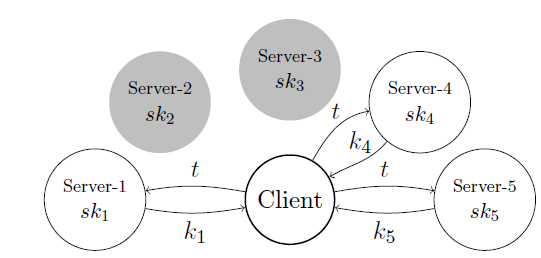 Server-3
sk₃
Server-2
sk₂
Server-4
sk₄
t
k₄
t
t
Server-1
sk₁
Client
Server-5
sk₅
k₁
k₅